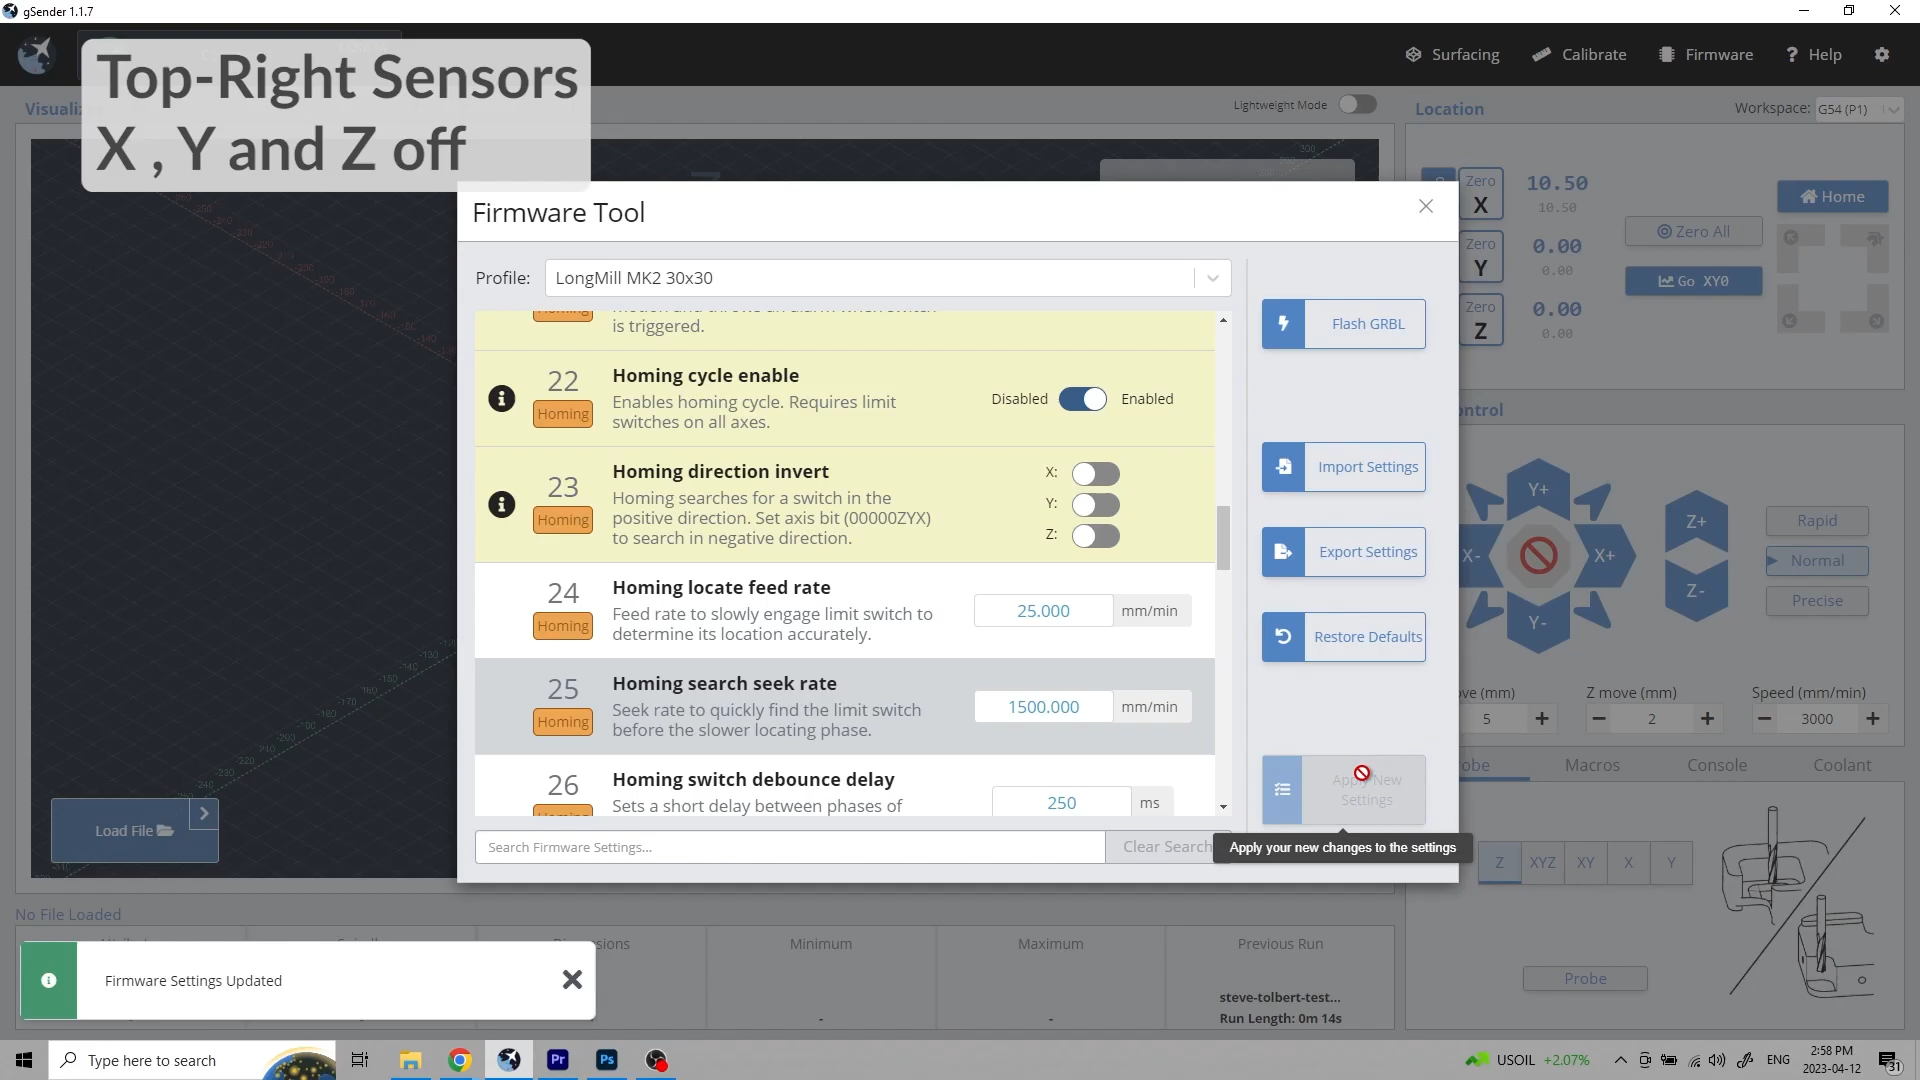 gSender 1.1.7
Top-Right Sensors
X , Y and Z off
Surfacing
Calibrate
Firmware
Help
Lightweight Mode
Location
Workspace:
G54 (P1)
Firmware Tool
Profile:
LongMill MK2 30x30
is triggered.
22
Homing
Homing cycle enable
Enables homing cycle. Requires limit
switches on all axes.
Disabled
Enabled
23
Homing
Homing direction invert
Homing searches for a switch in the
positive direction. Set axis bit (00000ZYX)
to search in negative direction.
X:
Y:
Z:
24
Homing
Homing locate feed rate
Feed rate to slowly engage limit switch to
determine its location accurately.
25.000
mm/min
25
Homing
Homing search seek rate
Seek rate to quickly find the limit switch
before the slower locating phase.
1500.000
mm/min
26
Homing switch debounce delay
Sets a short delay between phases of
250
ms
Search Firmware Settings...
Clear Search
Flash GRBL
Import Settings
Export Settings
Restore Defaults
Apply New
Settings
Apply your new changes to the settings
Zero
X
10.50
10.50
Zero
Y
0.00
0.00
Zero
Z
0.00
0.00
Zero All
Go XY0
Home
Y+
X-
X+
Y-
Z+
Z-
Rapid
Normal
Precise
Z move (mm)
Speed (mm/min)
5
2
3000
Macros
Console
Coolant
Z
XYZ
XY
X
Y
Probe
Load File
No File Loaded
Minimum
-
Maximum
-
Previous Run
steve-tolbert-test...
Run Length: 0m 14s
Firmware Settings Updated
Type here to search
Pr
Ps
USOIL +2.07%
ENG
2:58 PM
2023-04-12
31